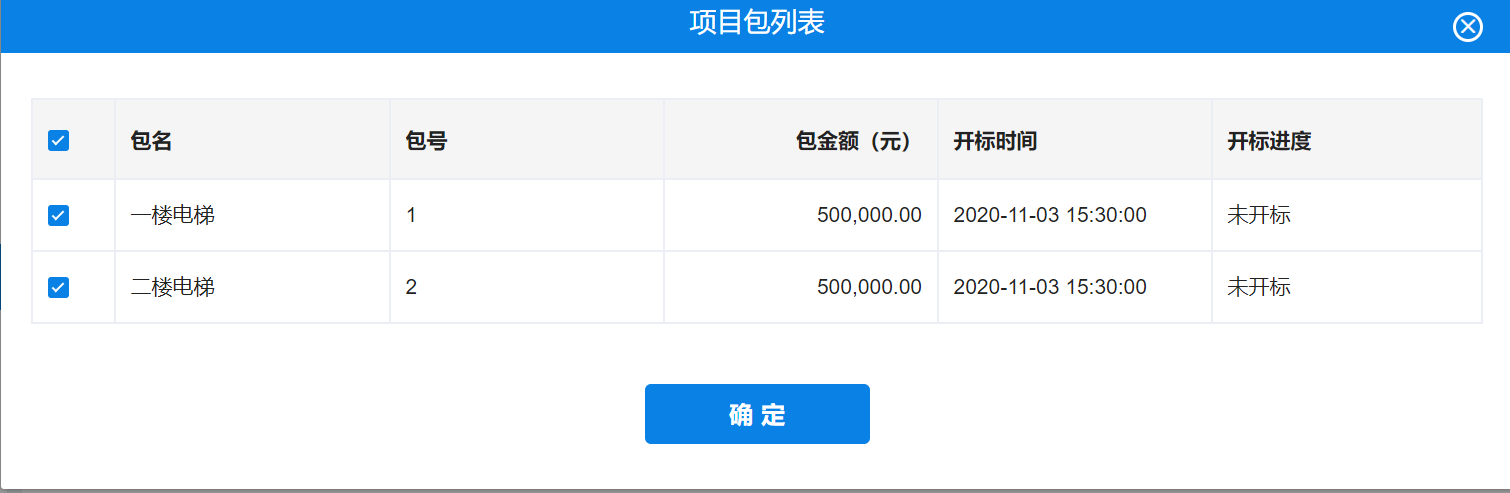 项目包列表
包名 包号 包金额（元） 开标时间 开标进度
一楼电梯 1 500,000.00 2020-11-03 15:30:00 未开标
二楼电梯 2 500,000.00 2020-11-03 15:30:00 未开标
确 定